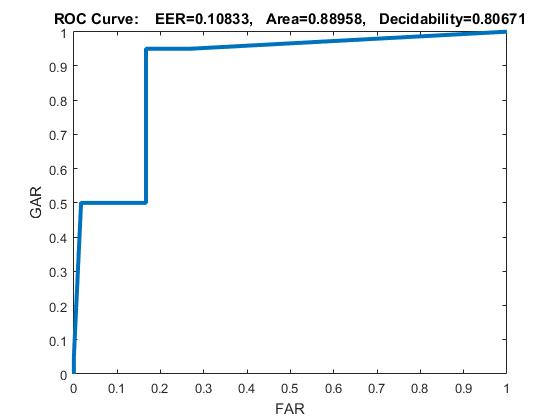 ROC Curve: EER=0.10833, Area=0.88958, Decidability=0.80671
1
0.9
0.8
0.7
0.6
0.5
0.4
0.3
0.2
0.1
0
GAR
0 0.1 0.2 0.3 0.4 0.5 0.6 0.7 0.8 0.9 1
FAR